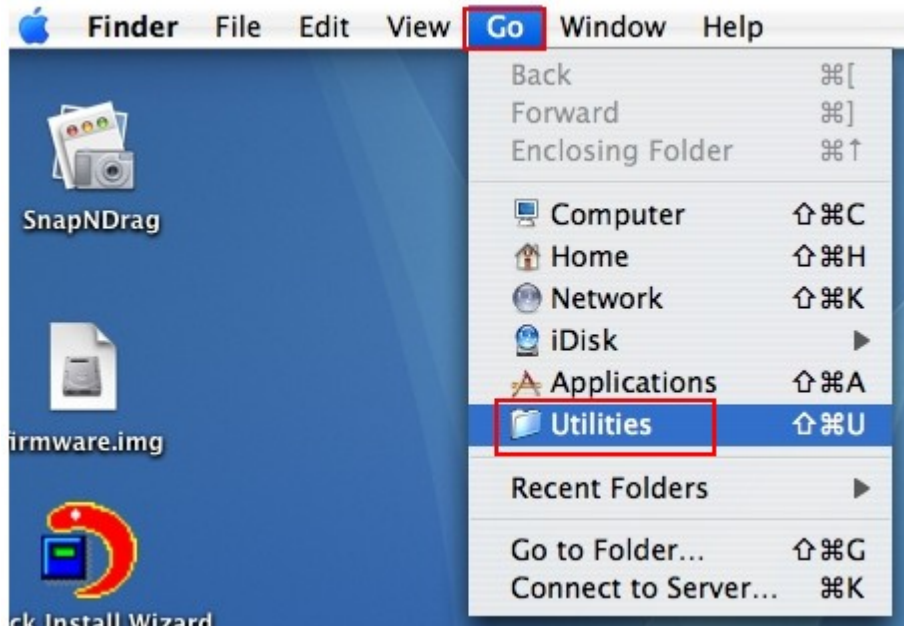 Finder File Edit View Go Window Help
Back ⌘[
Forward ⌘]
Enclosing Folder ⌘↑
Computer ⇧⌘C
Home ⇧⌘H
Network ⇧⌘K
iDisk
Applications ⇧⌘A
Utilities ⇧⌘U
Recent Folders
Go to Folder... ⇧⌘G
Connect to Server... ⌘K
SnapNDrag
irmware.img
ck Install Wizard